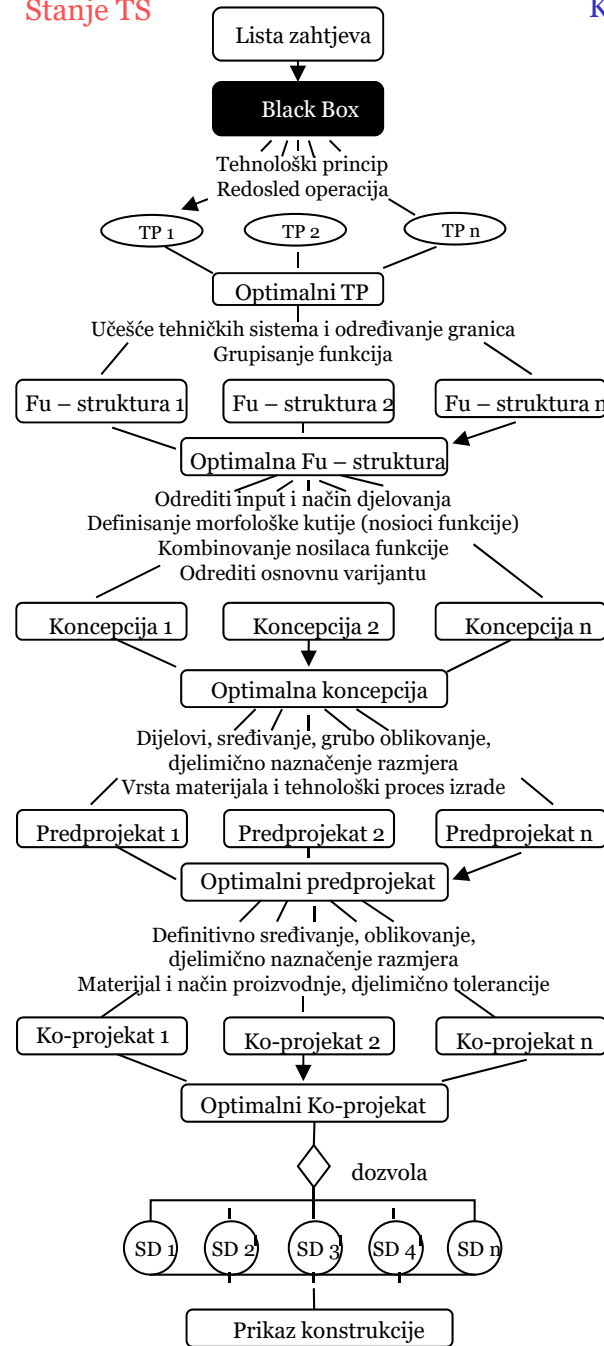 Stanje TS
K
Lista zahtjeva
Black Box
Tehnološki princip
Redosled operacija
TP 1
TP 2
TP n
Optimalni TP
Učešće tehničkih sistema i određivanje granica
Grupisanje funkcija
Fu – struktura 1
Fu – struktura 2
Fu – struktura n
Optimalna Fu – struktura
Odrediti input i način djelovanja
Definisanje morfološke kutije (nosioci funkcije)
Kombinovanje nosilaca funkcije
Odrediti osnovnu varijantu
Koncepcija 1
Koncepcija 2
Koncepcija n
Optimalna koncepcija
Dijelovi, sređivanje, grubo oblikovanje,
djelimično naznačenje razmjera
Vrsta materijala i tehnološki proces izrade
Predprojekat 1
Predprojekat 2
Predprojekat n
Optimalni predprojekat
Definitivno sređivanje, oblikovanje,
djelimično naznačenje razmjera
Materijal i način proizvodnje, djelimično tolerancije
Ko-projekat 1
Ko-projekat 2
Ko-projekat n
Optimalni Ko-projekat
dozvola
SD 1
SD 2
SD 3
SD 4
SD n
Prikaz konstrukcije